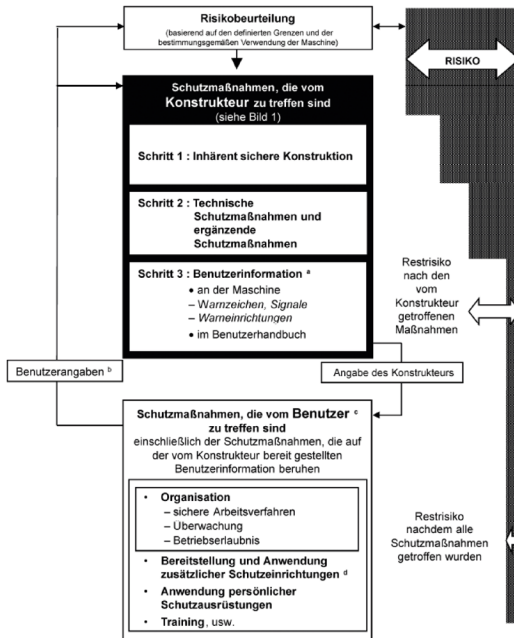 Risikobeurteilung
(basierend auf den definierten Grenzen und der
bestimmungsgemäßen Verwendung der Maschine)
RISIKO
Schutzmaßnahmen, die vom
Konstrukteur zu treffen sind
(siehe Bild 1)
Schritt 1 : Inhärent sichere Konstruktion
Schritt 2 : Technische
Schutzmaßnahmen und
ergänzende
Schutzmaßnahmen
Schritt 3 : Benutzerinformation a
• an der Maschine
– Warnzeichen, Signale
– Warneinrichtungen
• im Benutzerhandbuch
Restrisiko
nach den
vom
Konstrukteur
getroffenen
Maßnahmen
Benutzerangaben b
Angabe des Konstrukteurs
Schutzmaßnahmen, die vom Benutzer c
zu treffen sind
einschließlich der Schutzmaßnahmen, die auf
der vom Konstrukteur bereit gestellten
Benutzerinformation beruhen
• Organisation
– sichere Arbeitsverfahren
– Überwachung
– Betriebserlaubnis
• Bereitstellung und Anwendung
zusätzlicher Schutzeinrichtungen d
• Anwendung persönlicher
Schutzausrüstungen
• Training, usw.
Restrisiko
nachdem alle
Schutzmaßnahmen
getroffen wurden